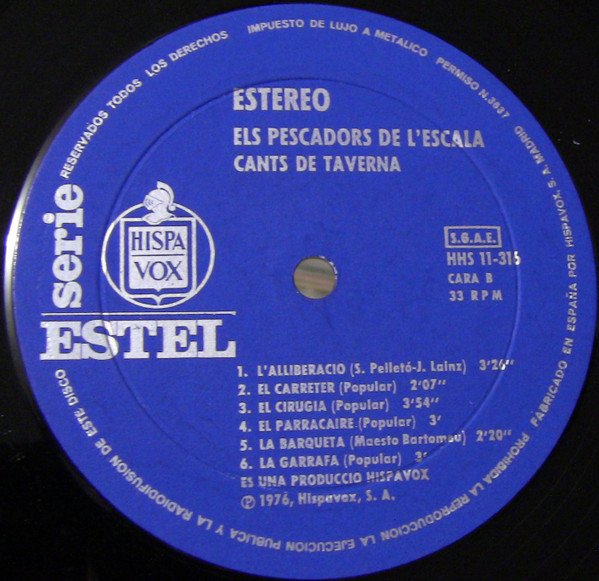 RESERVADOS TODOS LOS DERECHOS IMPUESTO DE LUJO A METALICO PERMISO N.3637
FABRICADO EN ESPAÑA POR HISPAVOX, S. A. MADRID
PROHIBIDA LA REPRODUCCION LA EJECUCION PUBLICA Y LA RADIODIFUSION DE ESTE DISCO
ESTEREO
ELS PESCADORS DE L'ESCALA
CANTS DE TAVERNA
serie
ESTEL
HISPA
VOX
S.G.A.E.
HHS 11-315
CARA B
33 RPM
1. L'ALLIBERACIO (S. Pelletó-J. Lainz) 3'26"
2. EL CARRETER (Popular) 2'07"
3. EL CIRUGIA (Popular) 3'54"
4. EL PARRACAIRE (Popular) 3'
5. LA BARQUETA (Maesto Bartomeu) 2'20"
6. LA GARRAFA (Popular) 3'
ES UNA PRODUCCIO HISPAVOX
Ⓟ 1976, Hispavox, S. A.